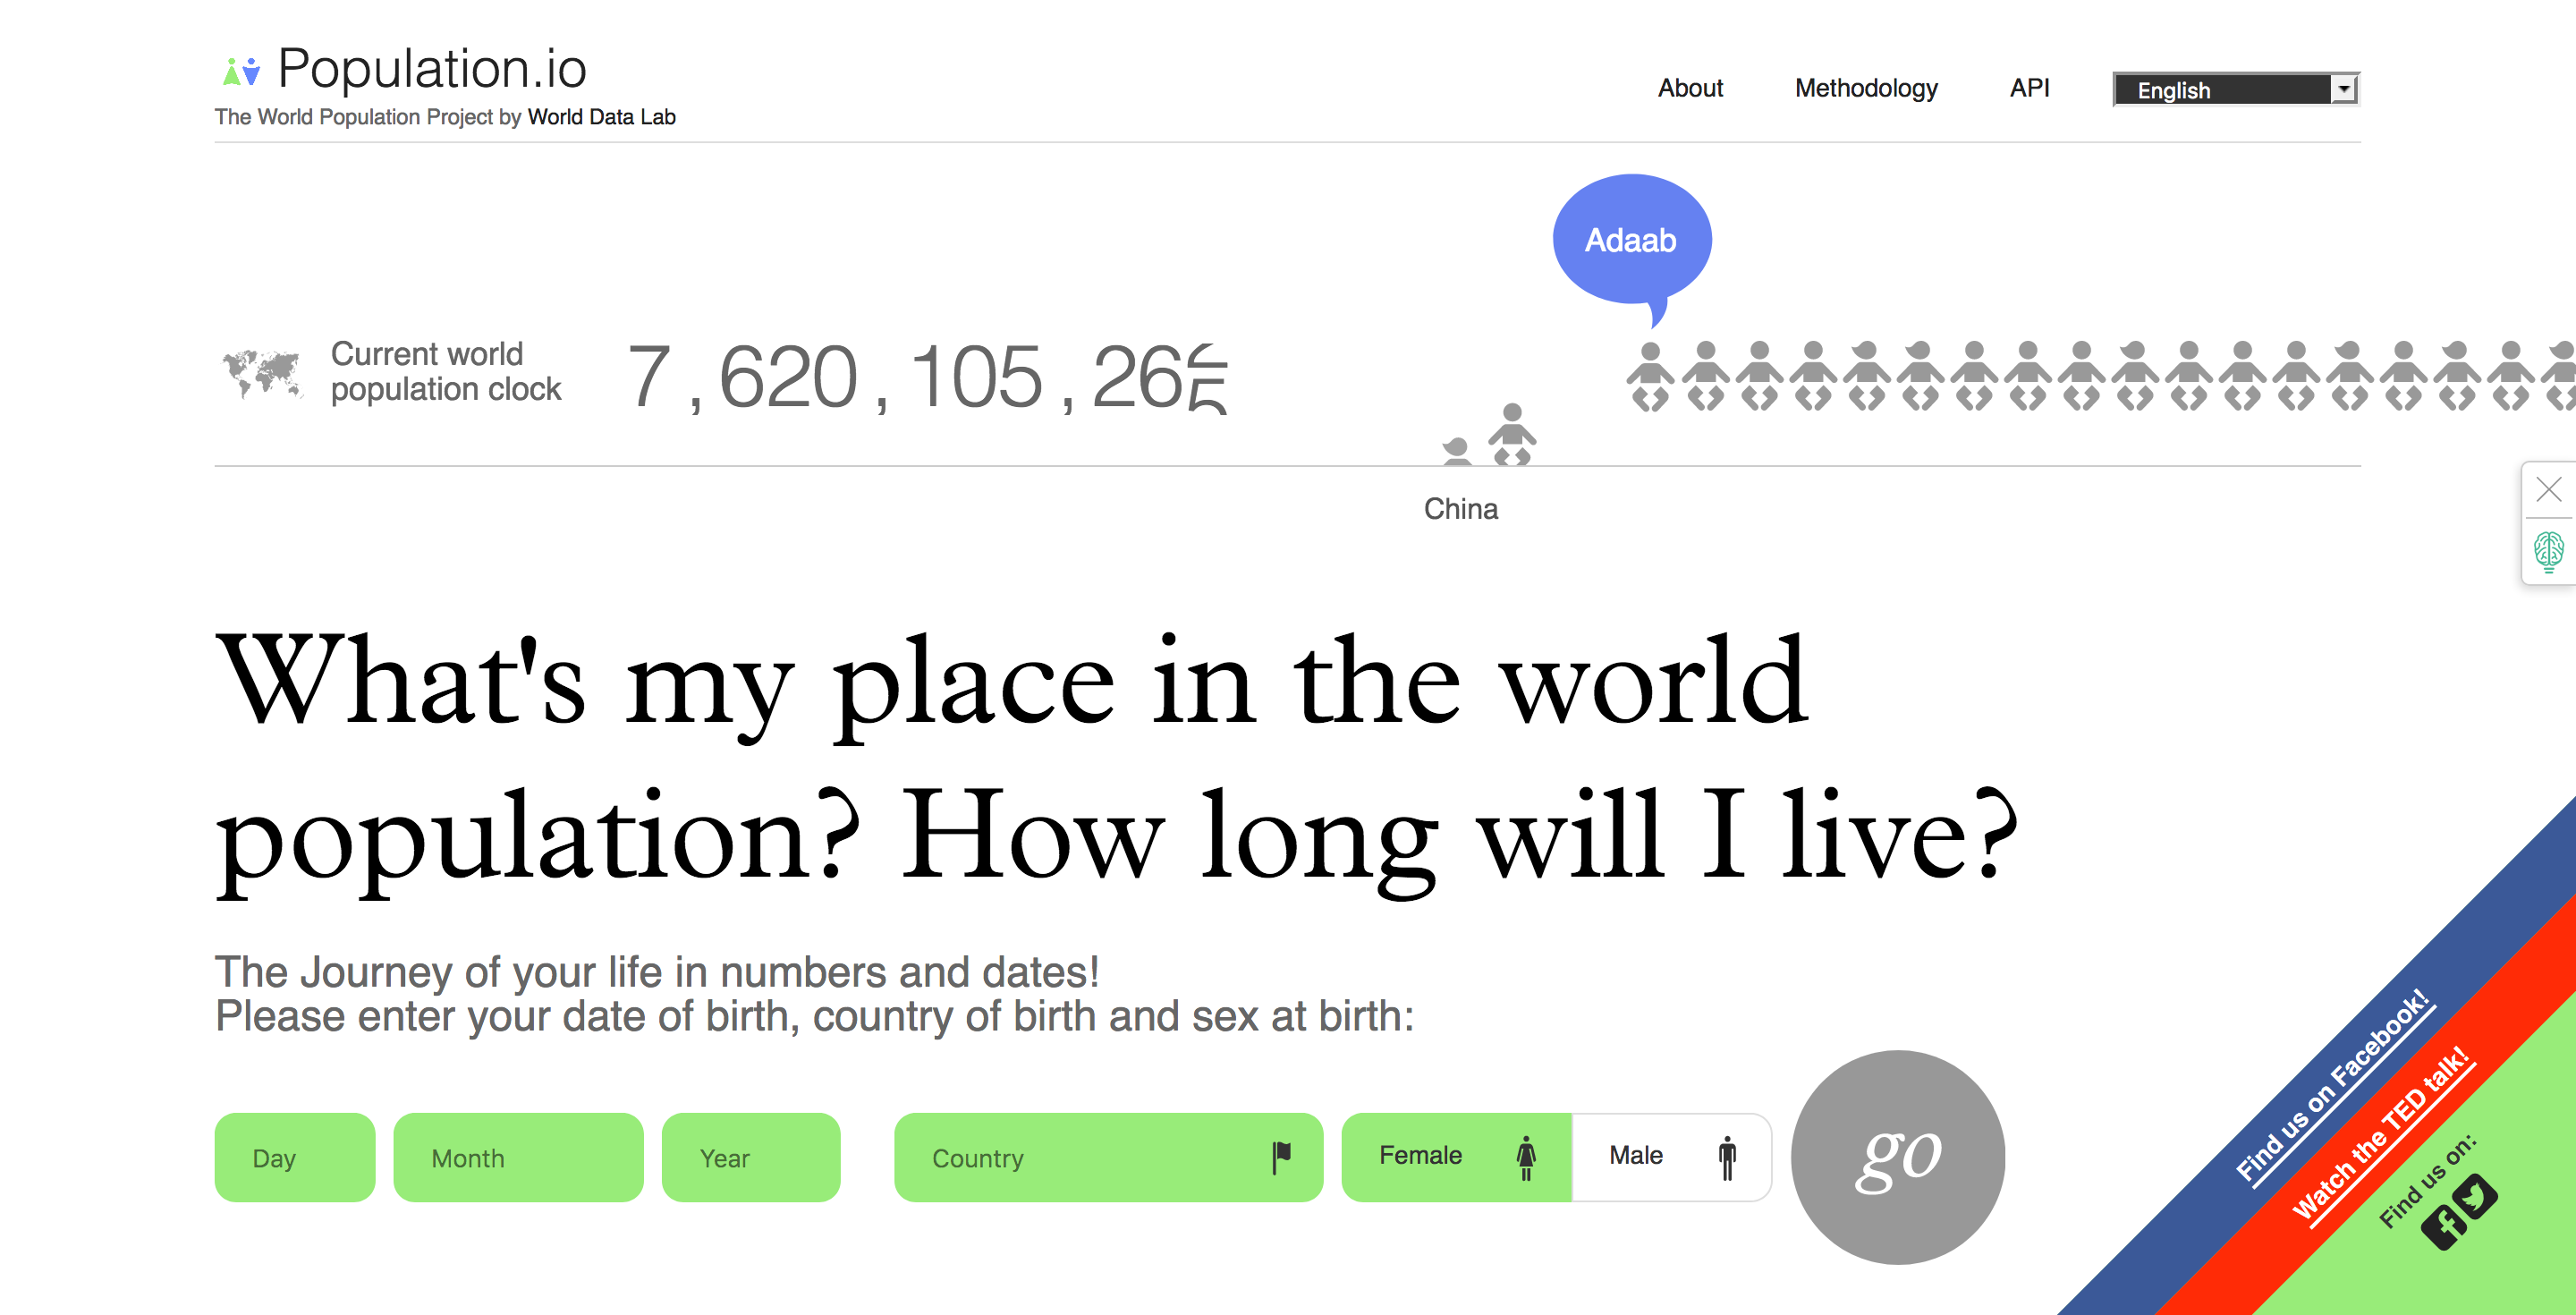 Population.io
The World Population Project by World Data Lab
About
Methodology
API
English
Adaab
Current world
population clock
7,620,105,26
China
What's my place in the world
population? How long will I live?
The Journey of your life in numbers and dates!
Please enter your date of birth, country of birth and sex at birth:
Day
Month
Year
Country
Female
Male
go
Find us on Facebook!
Watch the TED talk!
Find us on: